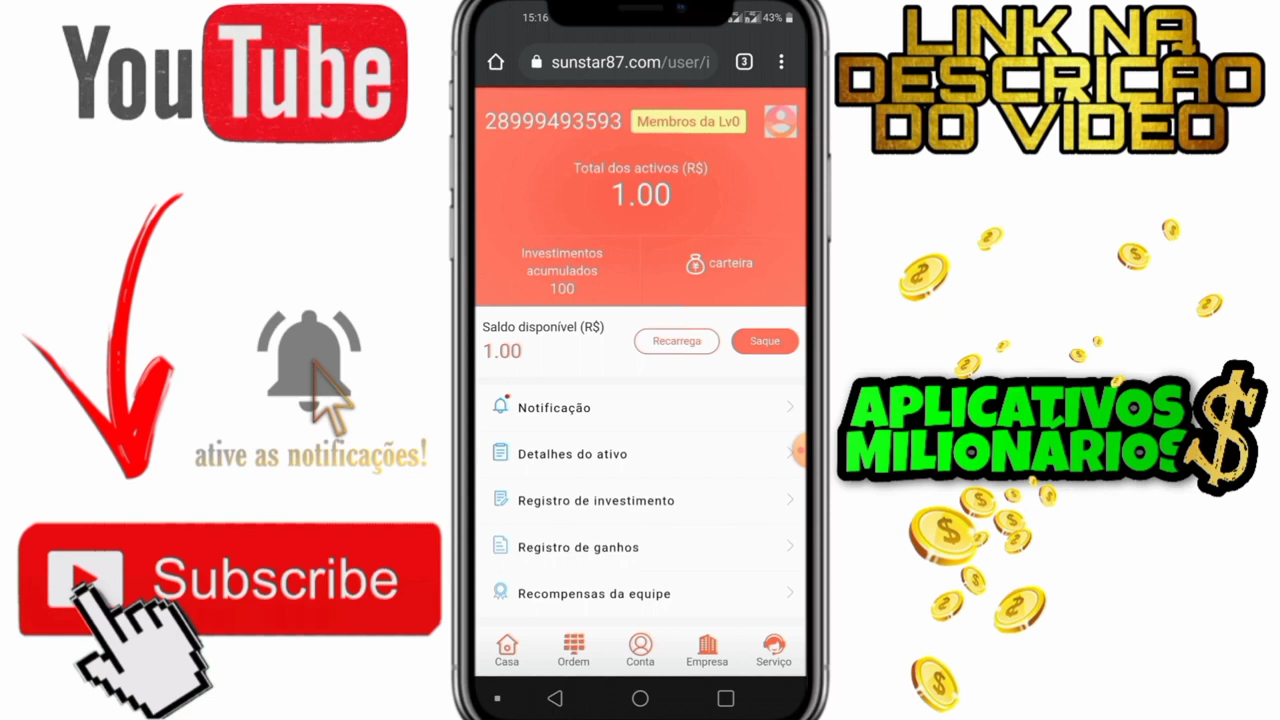 YouTube
ative as notificações!
Subscribe
15:16
43%
3
sunstar87.com/user/i
28999493593
Membros da Lv0
Total dos activos (R$)
1.00
Investimentos
acumulados
100
carteira
Saldo disponível (R$)
1.00
Recarrega
Saque
Notificação
Detalhes do ativo
Registro de investimento
Registro de ganhos
Recompensas da equipe
Casa
Ordem
Conta
Empresa
Serviço
LINK NA
DESCRIÇÃO
DO VÍDEO
APLICATIVOS
MILIONÁRIOS
$